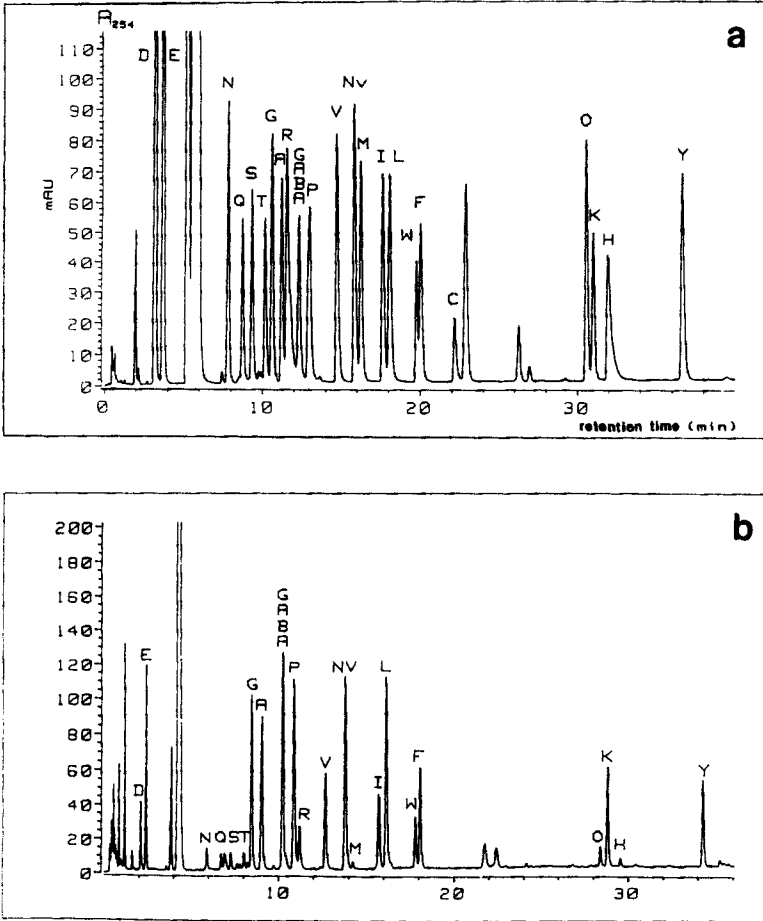 A254
a
110
100
90
80
70
60
50
40
30
20
10
0
mAU
D E N Q S T G A R GABA P V Nv M I L W F C O K H Y
0 10 20 30
retention time (min)
b
200
180
160
140
120
100
80
60
40
20
0
D E N Q S T G A GABA P R V NV M I L W F O K H Y
10 20 30